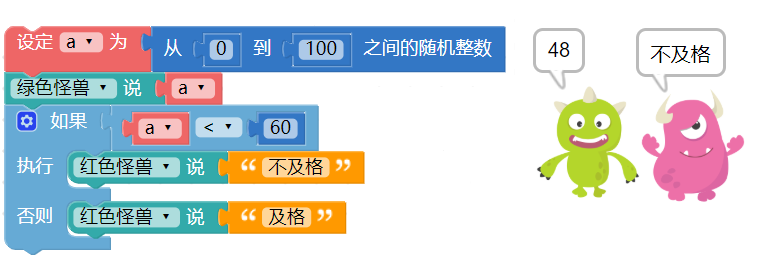 设定 a 为 从 0 到 100 之间的随机整数
绿色怪兽 说 a
如果 a < 60
执行 红色怪兽 说 “ 不及格 ”
否则 红色怪兽 说 “ 及格 ”
48
不及格